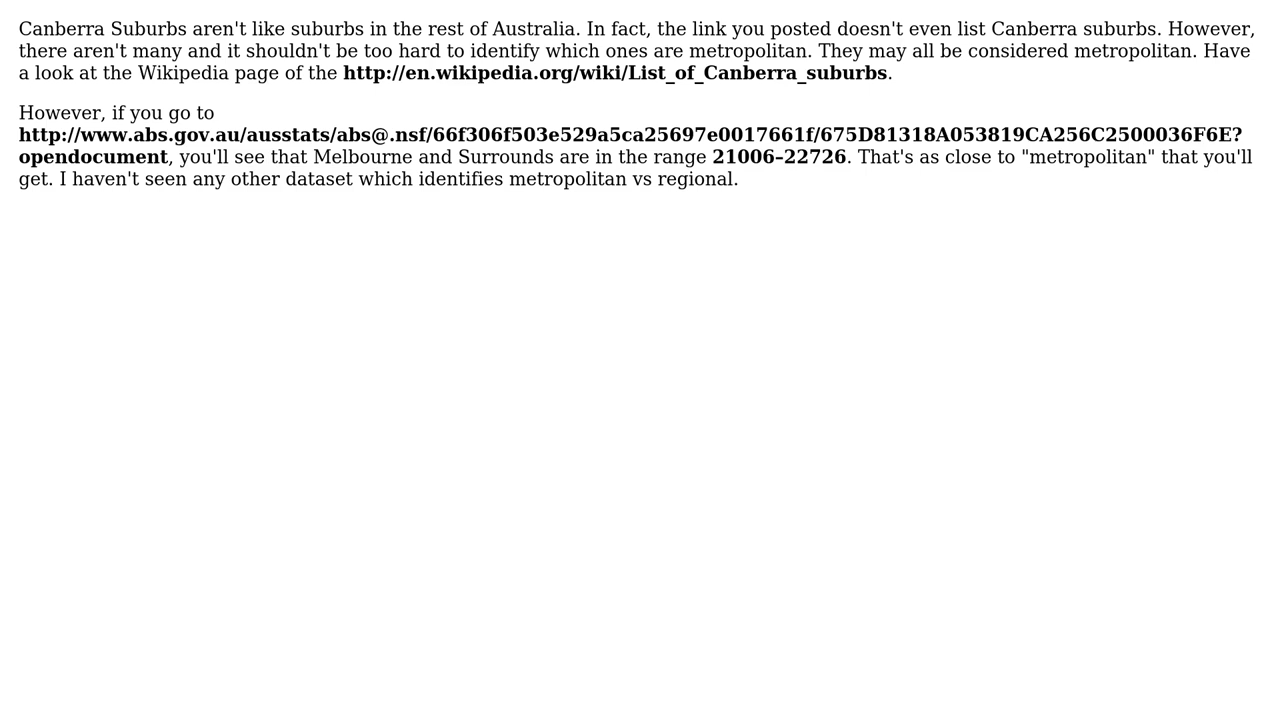 Canberra Suburbs aren't like suburbs in the rest of Australia. In fact, the link you posted doesn't even list Canberra suburbs. However,
there aren't many and it shouldn't be too hard to identify which ones are metropolitan. They may all be considered metropolitan. Have
a look at the Wikipedia page of the http://en.wikipedia.org/wiki/List_of_Canberra_suburbs.
However, if you go to
http://www.abs.gov.au/ausstats/abs@.nsf/66f306f503e529a5ca25697e0017661f/675D81318A053819CA256C2500036F6E?
opendocument, you'll see that Melbourne and Surrounds are in the range 21006–22726. That's as close to "metropolitan" that you'll
get. I haven't seen any other dataset which identifies metropolitan vs regional.